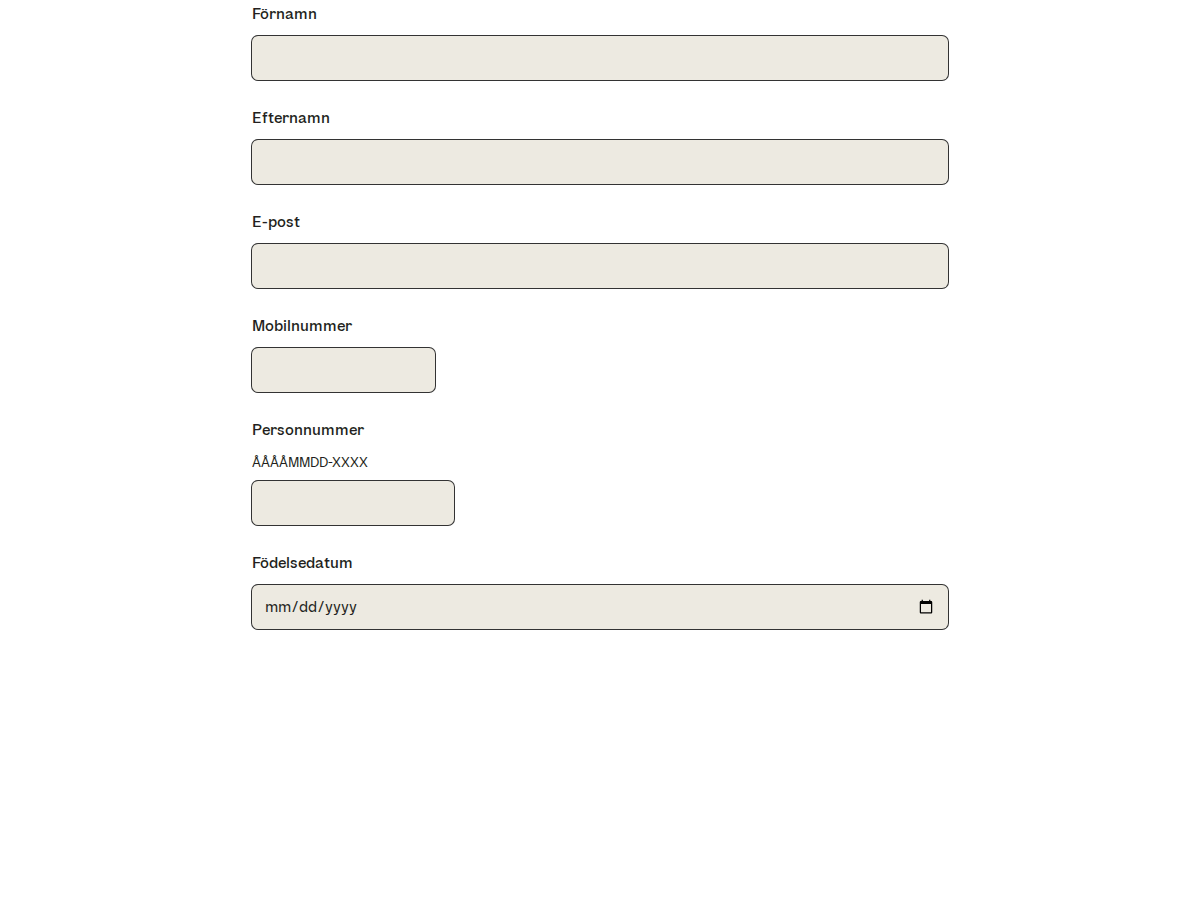 Förnamn
Efternamn
E-post
Mobilnummer
Personnummer
ÅÅÅÅMMDD-XXXX
Födelsedatum
mm/dd/yyyy